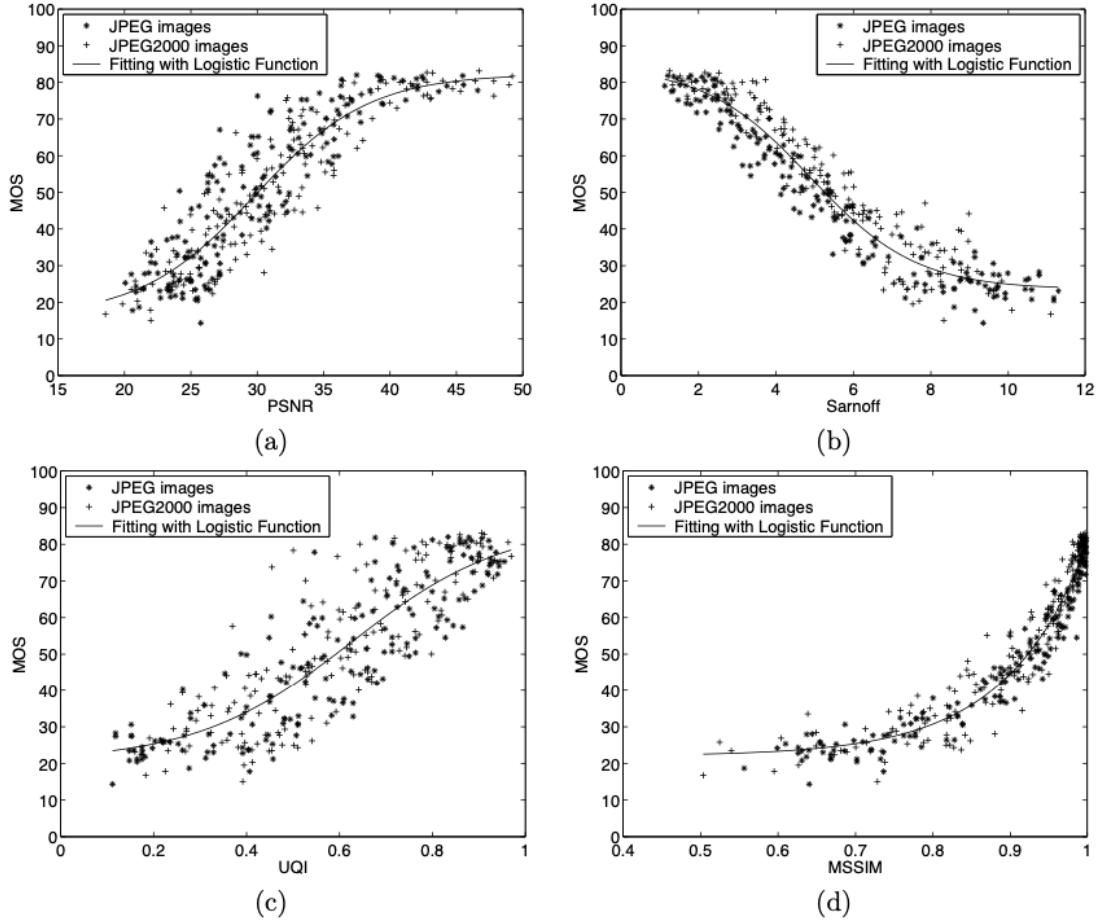 100
90
80
70
60
50
40
30
20
10
0
MOS
JPEG images
JPEG2000 images
Fitting with Logistic Function
15 20 25 30 35 40 45 50
PSNR
(a)
100
90
80
70
60
50
40
30
20
10
0
MOS
JPEG images
JPEG2000 images
Fitting with Logistic Function
0 2 4 6 8 10 12
Sarnoff
(b)
100
90
80
70
60
50
40
30
20
10
0
MOS
JPEG images
JPEG2000 images
Fitting with Logistic Function
0 0.2 0.4 0.6 0.8 1
UQI
(c)
100
90
80
70
60
50
40
30
20
10
0
MOS
JPEG images
JPEG2000 images
Fitting with Logistic Function
0.4 0.5 0.6 0.7 0.8 0.9 1
MSSIM
(d)